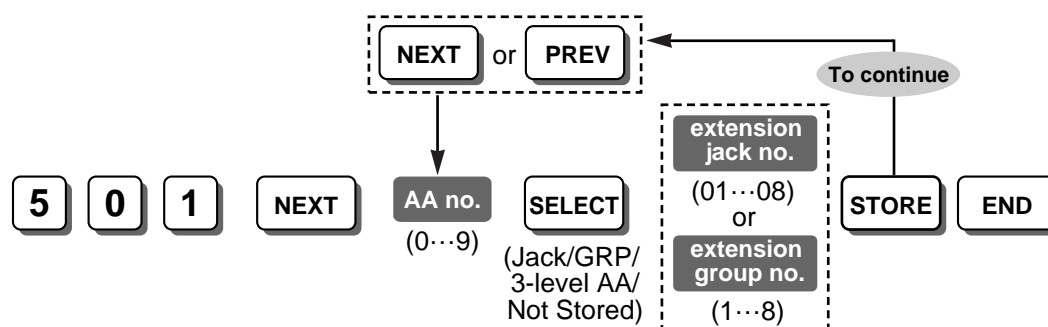 NEXT or PREV
To continue
extension
jack no.
5 0 1 NEXT AA no. SELECT (01···08) STORE END
(0···9) or
(Jack/GRP/
3-level AA/
Not Stored)
extension
group no.
(1···8)